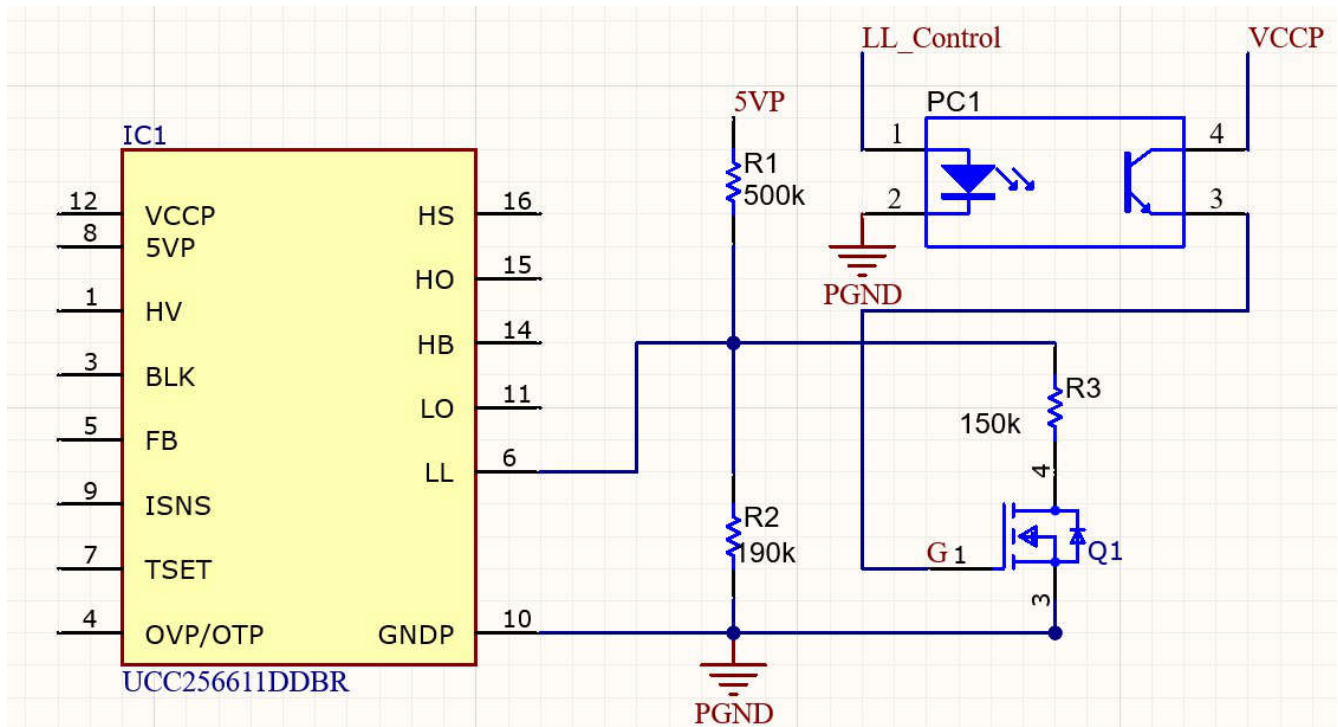 LL_Control
VCCP
5VP
PC1
1
4
2
3
PGND
R1
500k
IC1
12
VCCP
HS
16
8
5VP
HO
15
1
HV
HB
14
3
BLK
LO
11
5
FB
LL
6
9
ISNS
7
TSET
4
OVP/OTP
GNDP
10
UCC256611DDBR
R2
190k
PGND
R3
150k
4
G 1
Q1
3